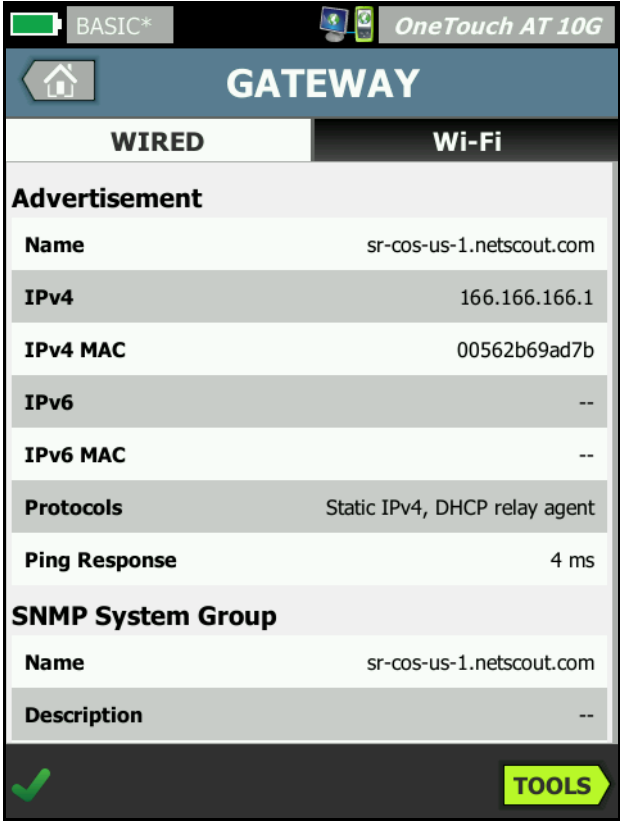 BASIC*
OneTouch AT 10G
GATEWAY
WIRED Wi-Fi
Advertisement
Name sr-cos-us-1.netscout.com
IPv4 166.166.166.1
IPv4 MAC 00562b69ad7b
IPv6 --
IPv6 MAC --
Protocols Static IPv4, DHCP relay agent
Ping Response 4 ms
SNMP System Group
Name sr-cos-us-1.netscout.com
Description --
TOOLS